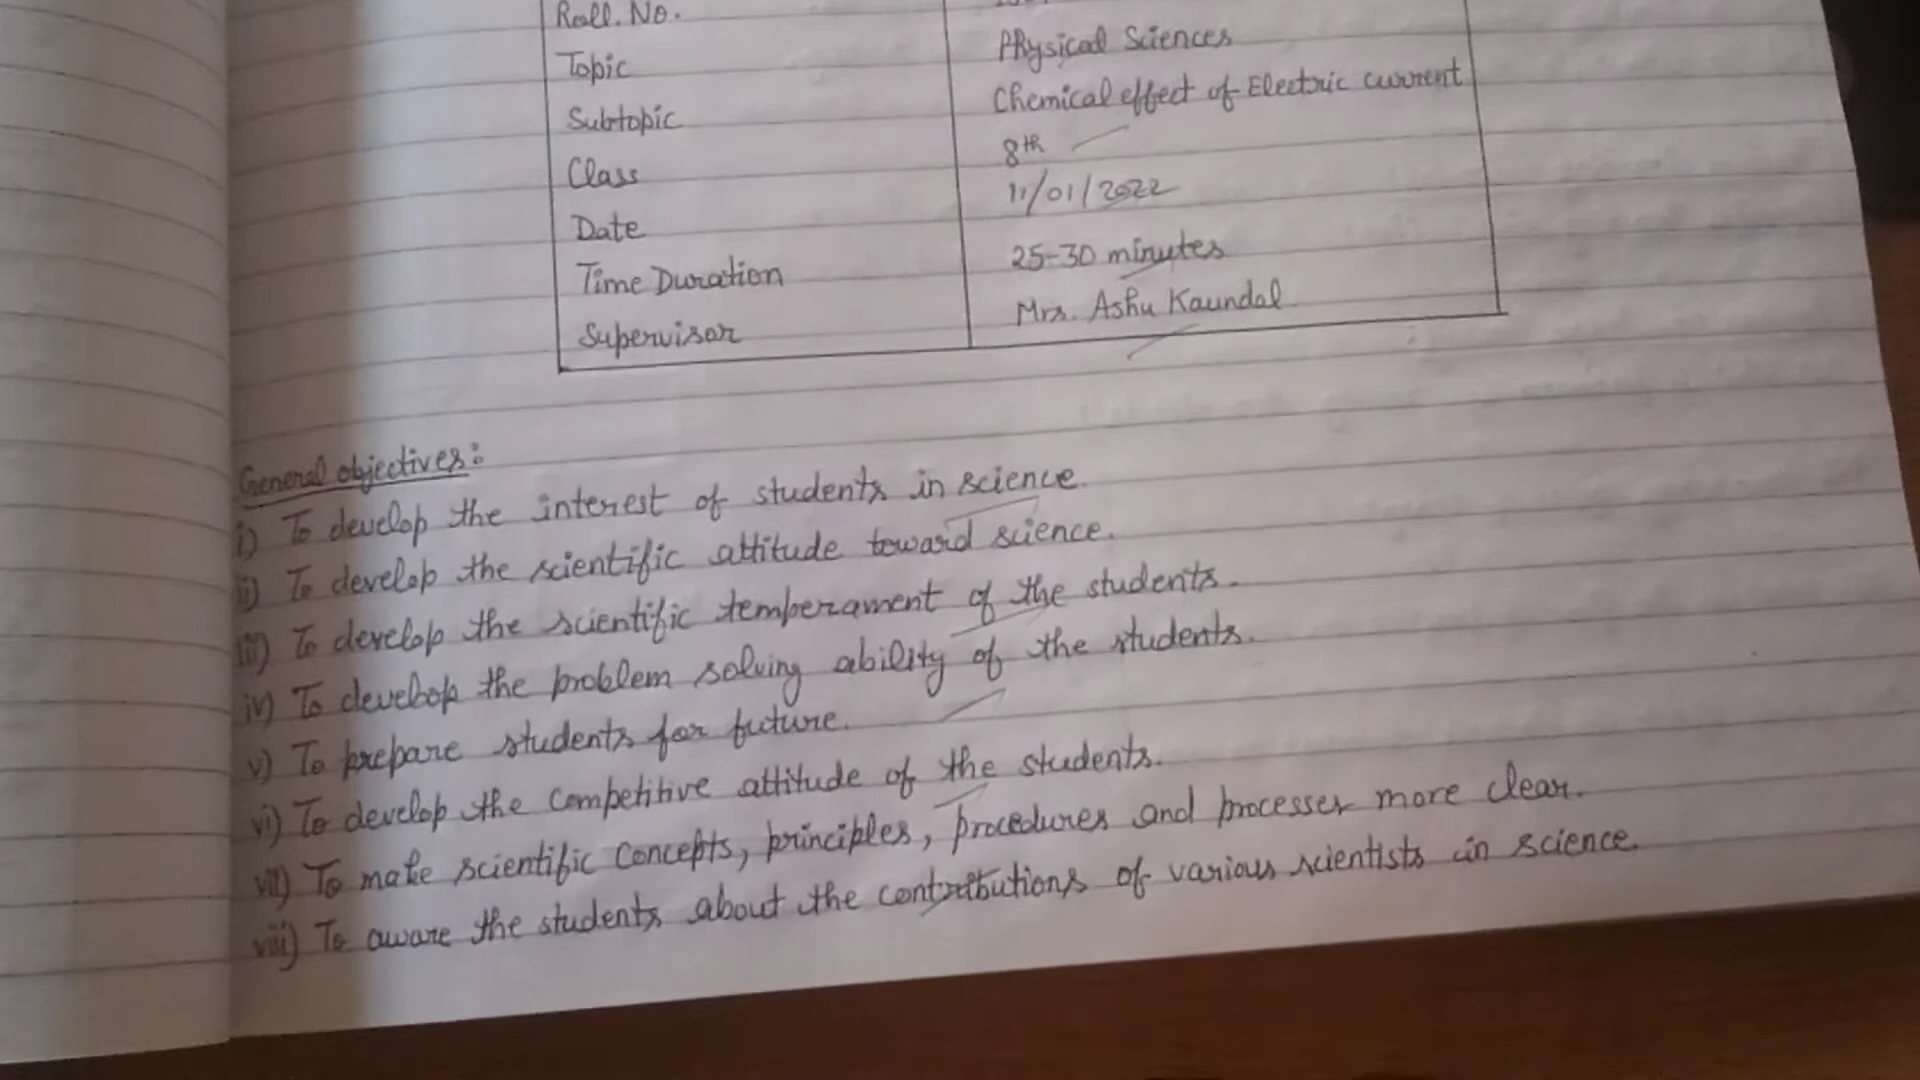 Roll. No.
Topic Physical Sciences
Subtopic Chemical effect of Electric current
Class 8th
Date 11/01/2022
Time Duration 25-30 minutes
Supervisor Mrs. Ashu Kaundal
General objectives:
i) To develop the interest of students in science.
ii) To develop the scientific attitude toward science.
iii) To develop the scientific temperament of the students.
iv) To develop the problem solving ability of the students.
v) To prepare students for future.
vi) To develop the competitive attitude of the students.
vii) To make scientific concepts, principles, procedures and processes more clear.
viii) To aware the students about the contributions of various scientists in science.